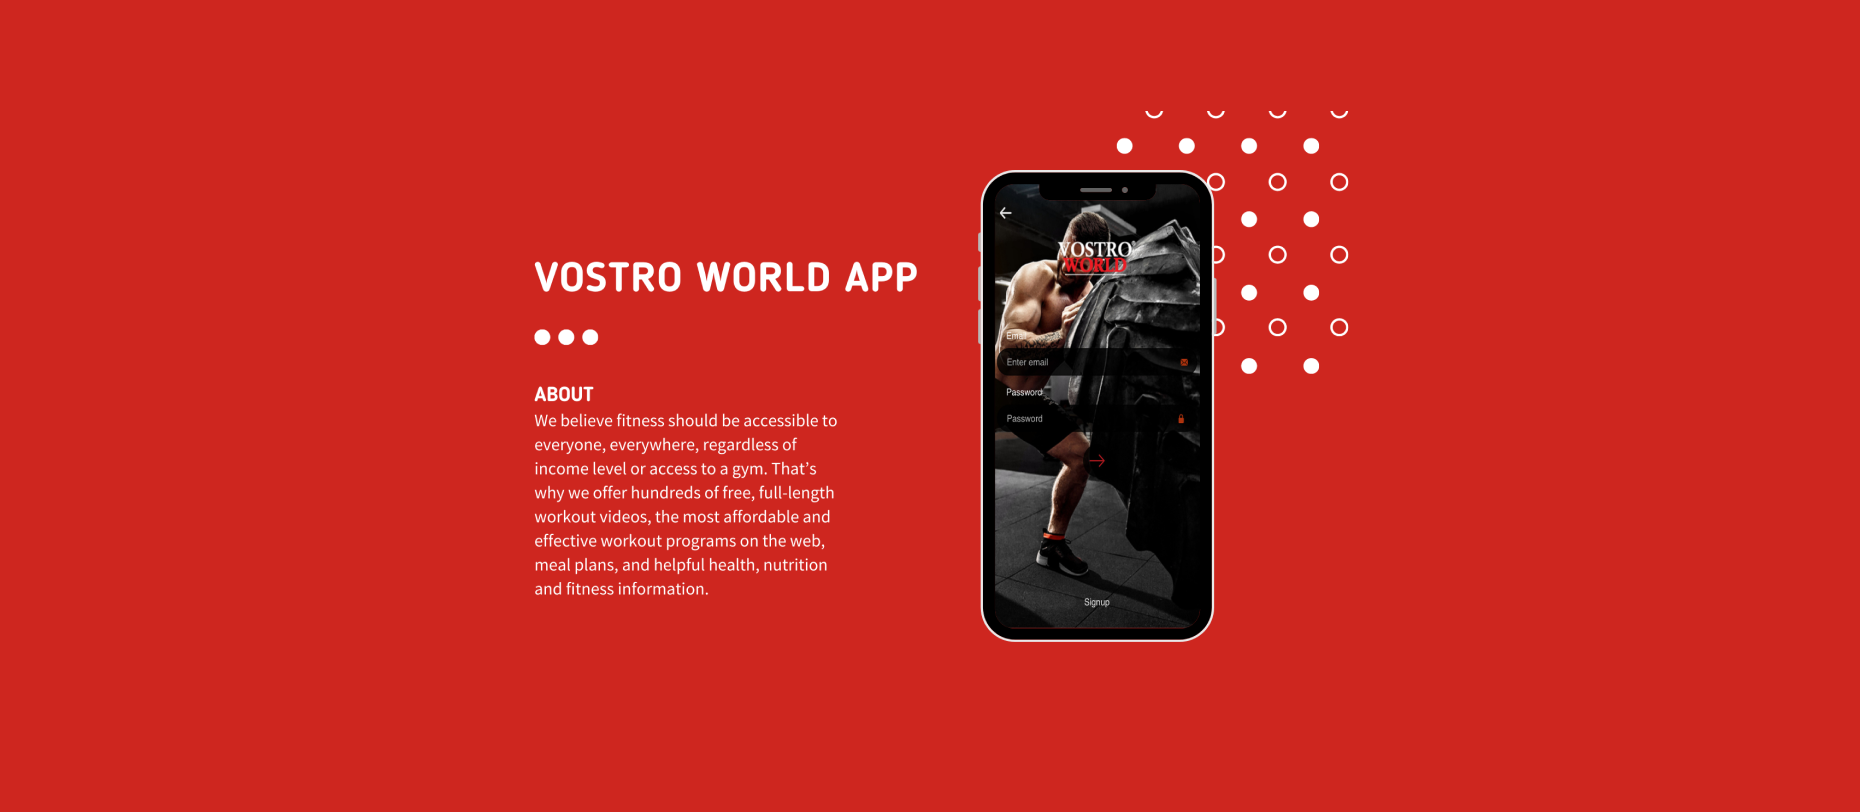 VOSTRO WORLD APP
ABOUT
We believe fitness should be accessible to
everyone, everywhere, regardless of
income level or access to a gym. That's
why we offer hundreds of free, full-length
workout videos, the most affordable and
effective workout programs on the web,
meal plans, and helpful health, nutrition
and fitness information.
VOSTRO
WORLD
Email
Enter email
Password
Password
Signup